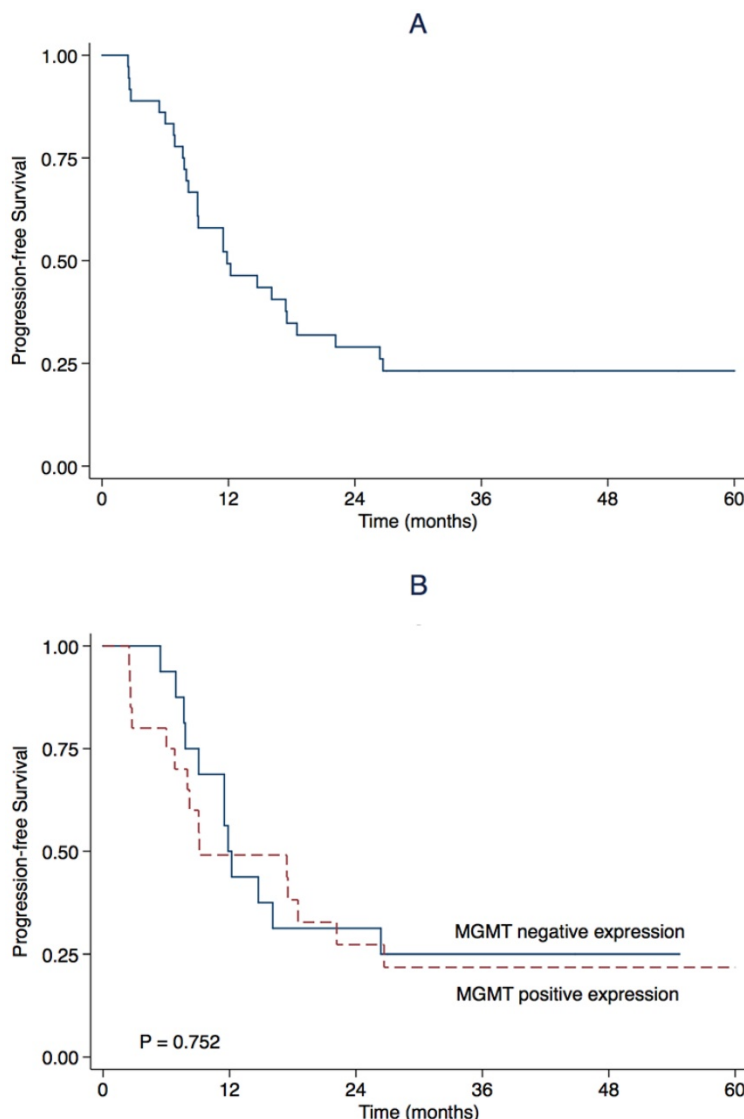 A
Progression-free Survival
1.00
0.75
0.50
0.25
0.00
0 12 24 36 48 60
Time (months)
B
Progression-free Survival
1.00
0.75
0.50
0.25
0.00
MGMT negative expression
MGMT positive expression
P = 0.752
0 12 24 36 48 60
Time (months)